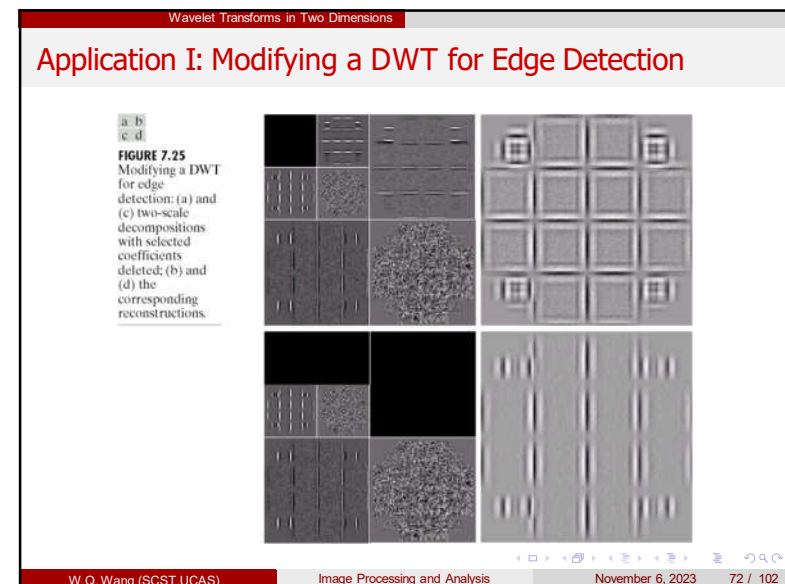 Wavelet Transforms in Two Dimensions
Application I: Modifying a DWT for Edge Detection
a b
c d
FIGURE 7.25
Modifying a DWT
for edge
detection: (a) and
(c) two-scale
decompositions
with selected
coefficients
deleted; (b) and
(d) the
corresponding
reconstructions.
W.Q. Wang (SCST UCAS) Image Processing and Analysis November 6, 2023 72 / 102